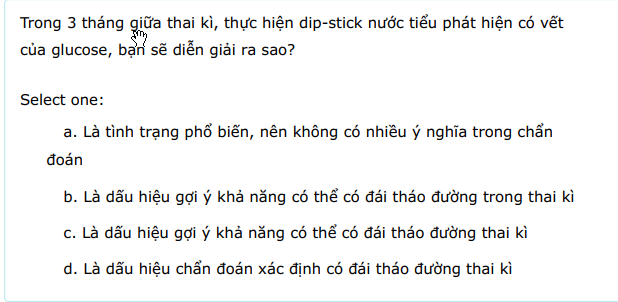 Trong 3 tháng giữa thai kì, thực hiện dip-stick nước tiểu phát hiện có vết
của glucose, bạn sẽ diễn giải ra sao?
Select one:
a. Là tình trạng phổ biến, nên không có nhiều ý nghĩa trong chẩn
đoán
b. Là dấu hiệu gợi ý khả năng có thể có đái tháo đường trong thai kì
c. Là dấu hiệu gợi ý khả năng có thể có đái tháo đường thai kì
d. Là dấu hiệu chẩn đoán xác định có đái tháo đường thai kì